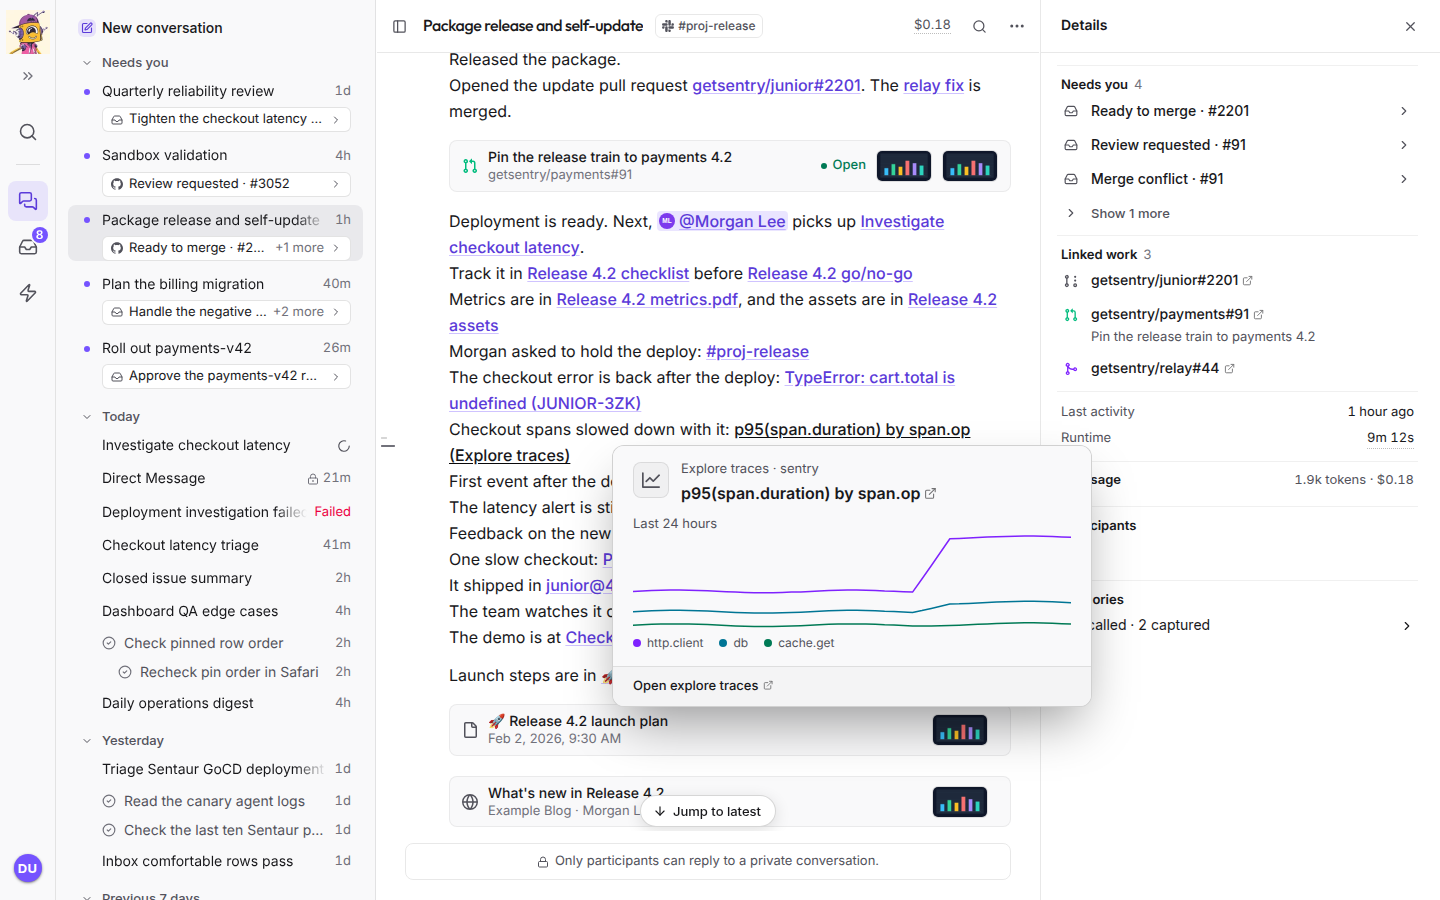 New conversation
Needs you
Quarterly reliability review 1d
Tighten the checkout latency ...
Sandbox validation 4h
Review requested · #3052
Package release and self-update 1h
Ready to merge · #2... +1 more
Plan the billing migration 40m
Handle the negative ... +2 more
Roll out payments-v42 26m
Approve the payments-v42 r...
Today
Investigate checkout latency
Direct Message 21m
Deployment investigation failed Failed
Checkout latency triage 41m
Closed issue summary 2h
Dashboard QA edge cases 4h
Check pinned row order 2h
Recheck pin order in Safari 2h
Daily operations digest 4h
Yesterday
Triage Sentaur GoCD deployment 1d
Read the canary agent logs 1d
Check the last ten Sentaur p... 1d
Inbox comfortable rows pass 1d
Previous 7 days
8
DU
Package release and self-update #proj-release $0.18
Released the package.
Opened the update pull request getsentry/junior#2201. The relay fix is
merged.
Pin the release train to payments 4.2
getsentry/payments#91
Open
Deployment is ready. Next, ML @Morgan Lee picks up Investigate
checkout latency.
Track it in Release 4.2 checklist before Release 4.2 go/no-go
Metrics are in Release 4.2 metrics.pdf, and the assets are in Release 4.2
assets
Morgan asked to hold the deploy: #proj-release
The checkout error is back after the deploy: TypeError: cart.total is
undefined (JUNIOR-3ZK)
Checkout spans slowed down with it: p95(span.duration) by span.op
(Explore traces)
First event after the de
The latency alert is sti
Feedback on the new
One slow checkout: P
It shipped in junior@4
The team watches it o
The demo is at Check
Launch steps are in 🚀
Explore traces · sentry
p95(span.duration) by span.op
Last 24 hours
http.client db cache.get
Open explore traces
🚀 Release 4.2 launch plan
Feb 2, 2026, 9:30 AM
What's new in Release 4.2
Example Blog · Morgan L
Jump to latest
Only participants can reply to a private conversation.
Details
Needs you 4
Ready to merge · #2201
Review requested · #91
Merge conflict · #91
Show 1 more
Linked work 3
getsentry/junior#2201
getsentry/payments#91
Pin the release train to payments 4.2
getsentry/relay#44
Last activity 1 hour ago
Runtime 9m 12s
sage 1.9k tokens · $0.18
cipants
ories
called · 2 captured